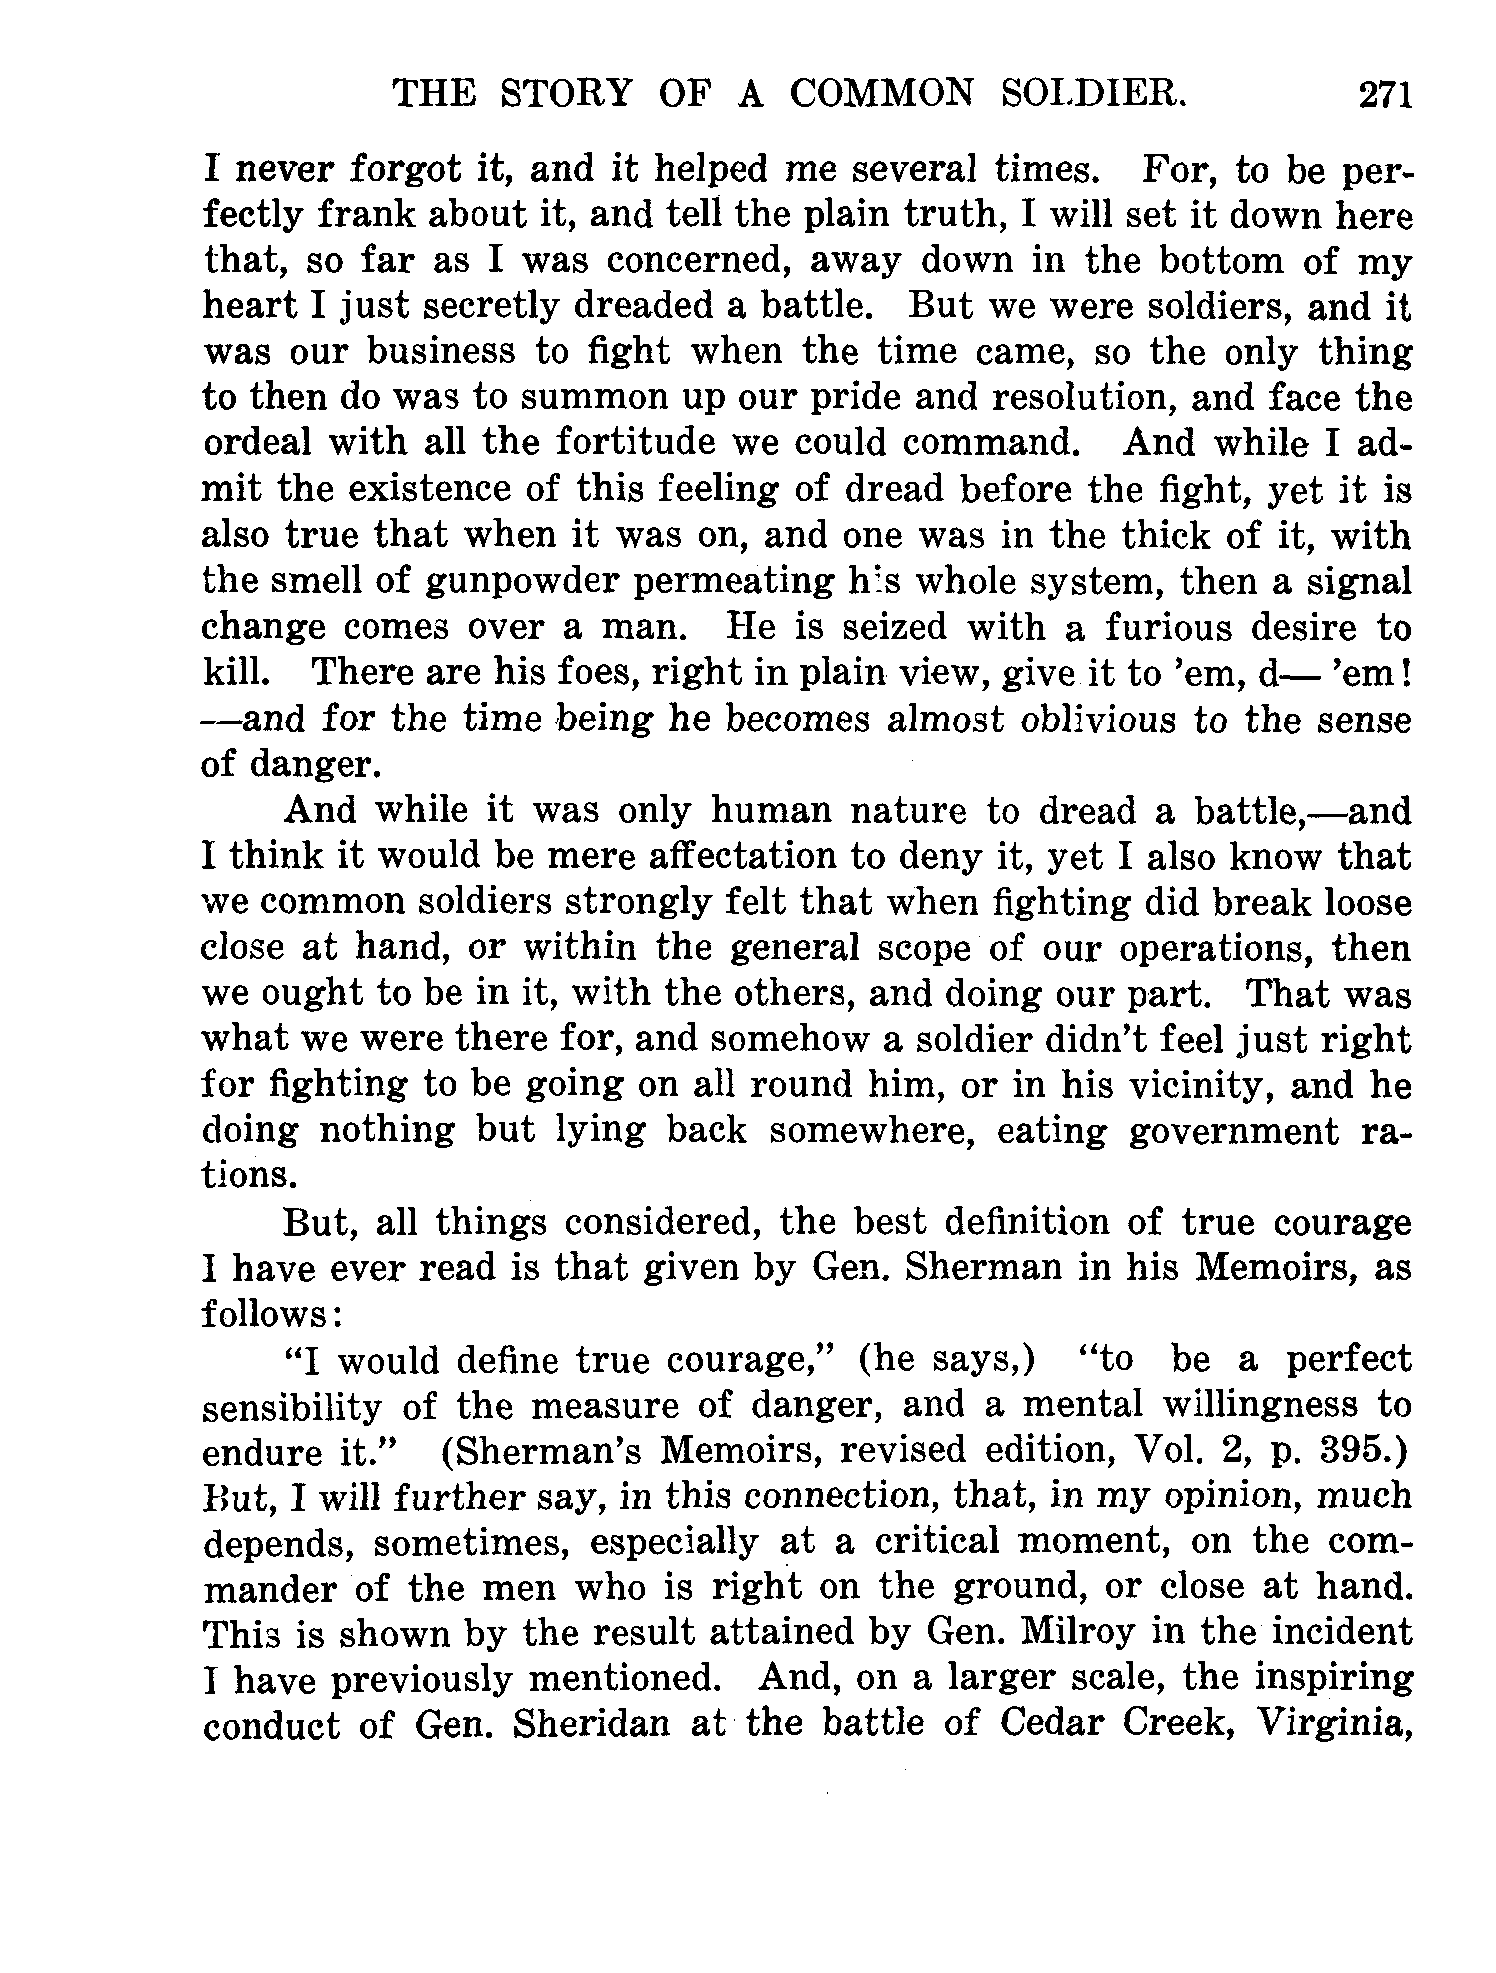 THE STORY OF A COMMON SOLDIER. 271
I never forgot it, and it helped me several times. For, to be per-
fectly frank about it, and tell the plain truth, I will set it down here
that, so far as I was concerned, away down in the bottom of my
heart I just secretly dreaded a battle. But we were soldiers, and it
was our business to fight when the time came, so the only thing
to then do was to summon up our pride and resolution, and face the
ordeal with all the fortitude we could command. And while I ad-
mit the existence of this feeling of dread before the fight, yet it is
also true that when it was on, and one was in the thick of it, with
the smell of gunpowder permeating his whole system, then a signal
change comes over a man. He is seized with a furious desire to
kill. There are his foes, right in plain view, give it to 'em, d— 'em!
—and for the time being he becomes almost oblivious to the sense
of danger.
And while it was only human nature to dread a battle,—and
I think it would be mere affectation to deny it, yet I also know that
we common soldiers strongly felt that when fighting did break loose
close at hand, or within the general scope of our operations, then
we ought to be in it, with the others, and doing our part. That was
what we were there for, and somehow a soldier didn't feel just right
for fighting to be going on all round him, or in his vicinity, and he
doing nothing but lying back somewhere, eating government ra-
tions.
But, all things considered, the best definition of true courage
I have ever read is that given by Gen. Sherman in his Memoirs, as
follows:
"I would define true courage," (he says,) "to be a perfect
sensibility of the measure of danger, and a mental willingness to
endure it." (Sherman's Memoirs, revised edition, Vol. 2, p. 395.)
But, I will further say, in this connection, that, in my opinion, much
depends, sometimes, especially at a critical moment, on the com-
mander of the men who is right on the ground, or close at hand.
This is shown by the result attained by Gen. Milroy in the incident
I have previously mentioned. And, on a larger scale, the inspiring
conduct of Gen. Sheridan at the battle of Cedar Creek, Virginia,